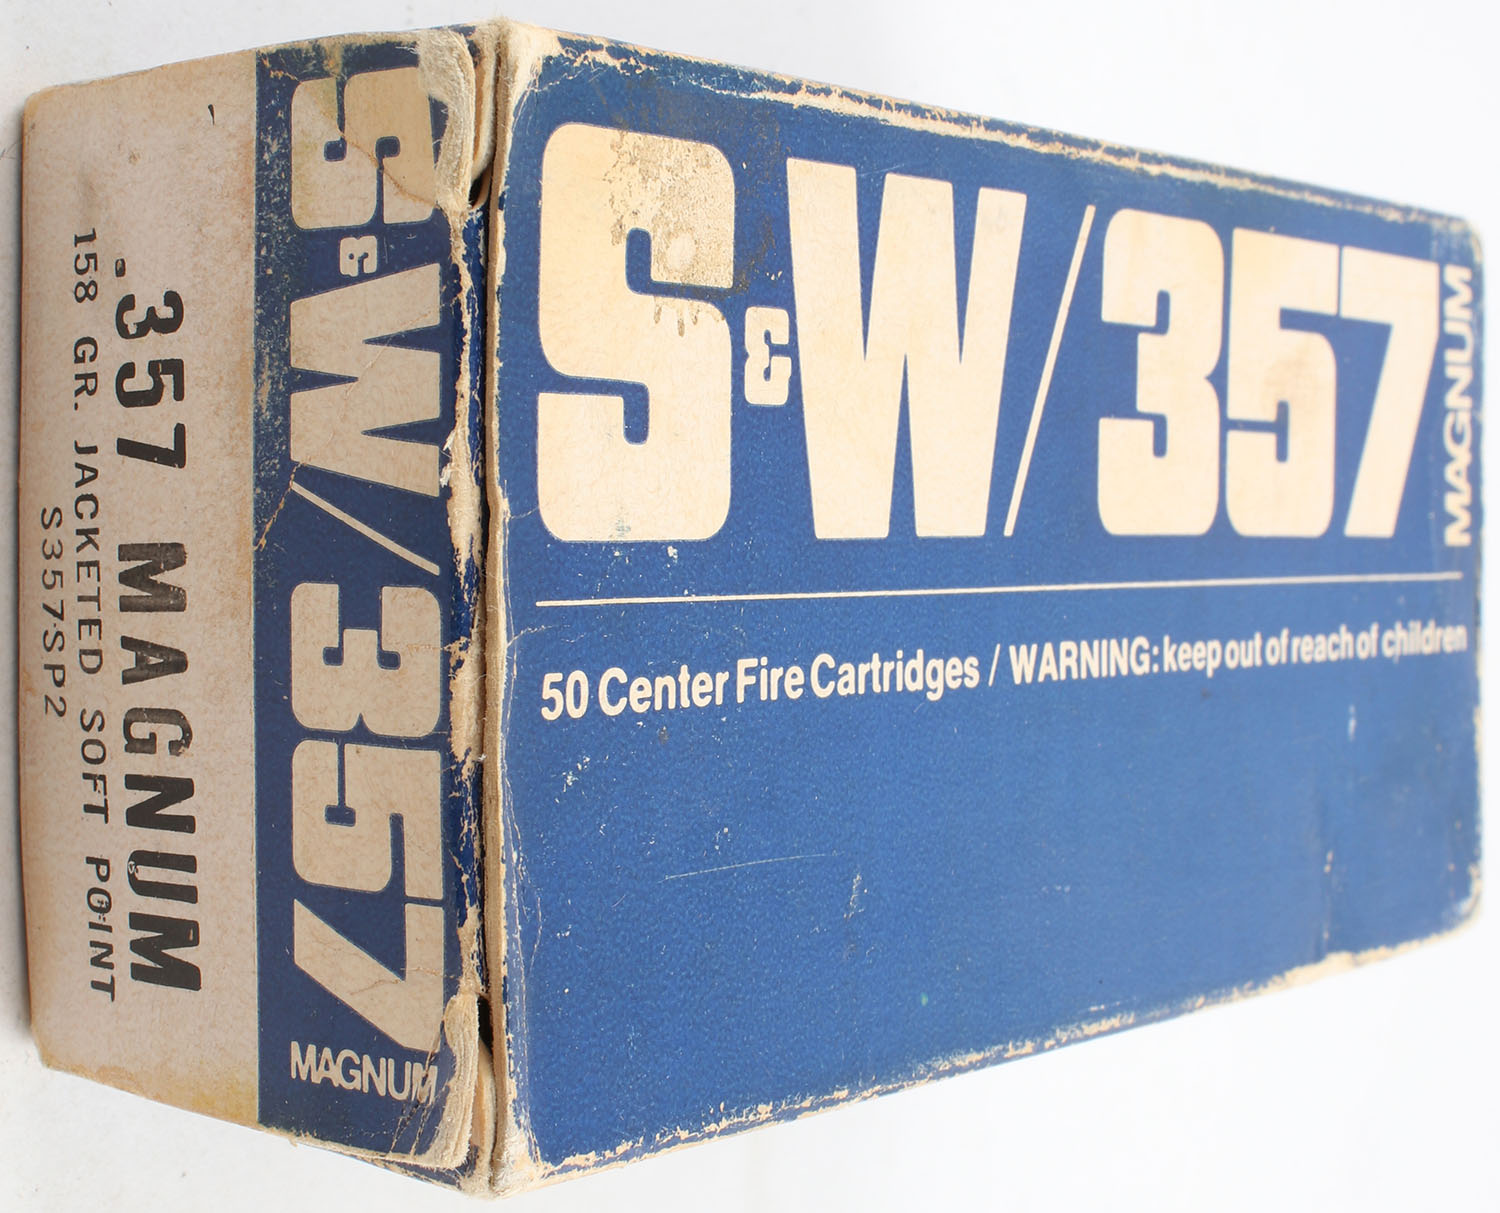 S&W/357
MAGNUM
50 Center Fire Cartridges / WARNING: keep out of reach of children
S&W/357
MAGNUM
.357 MAGNUM
158 GR. JACKETED SOFT POINT
S357SP2